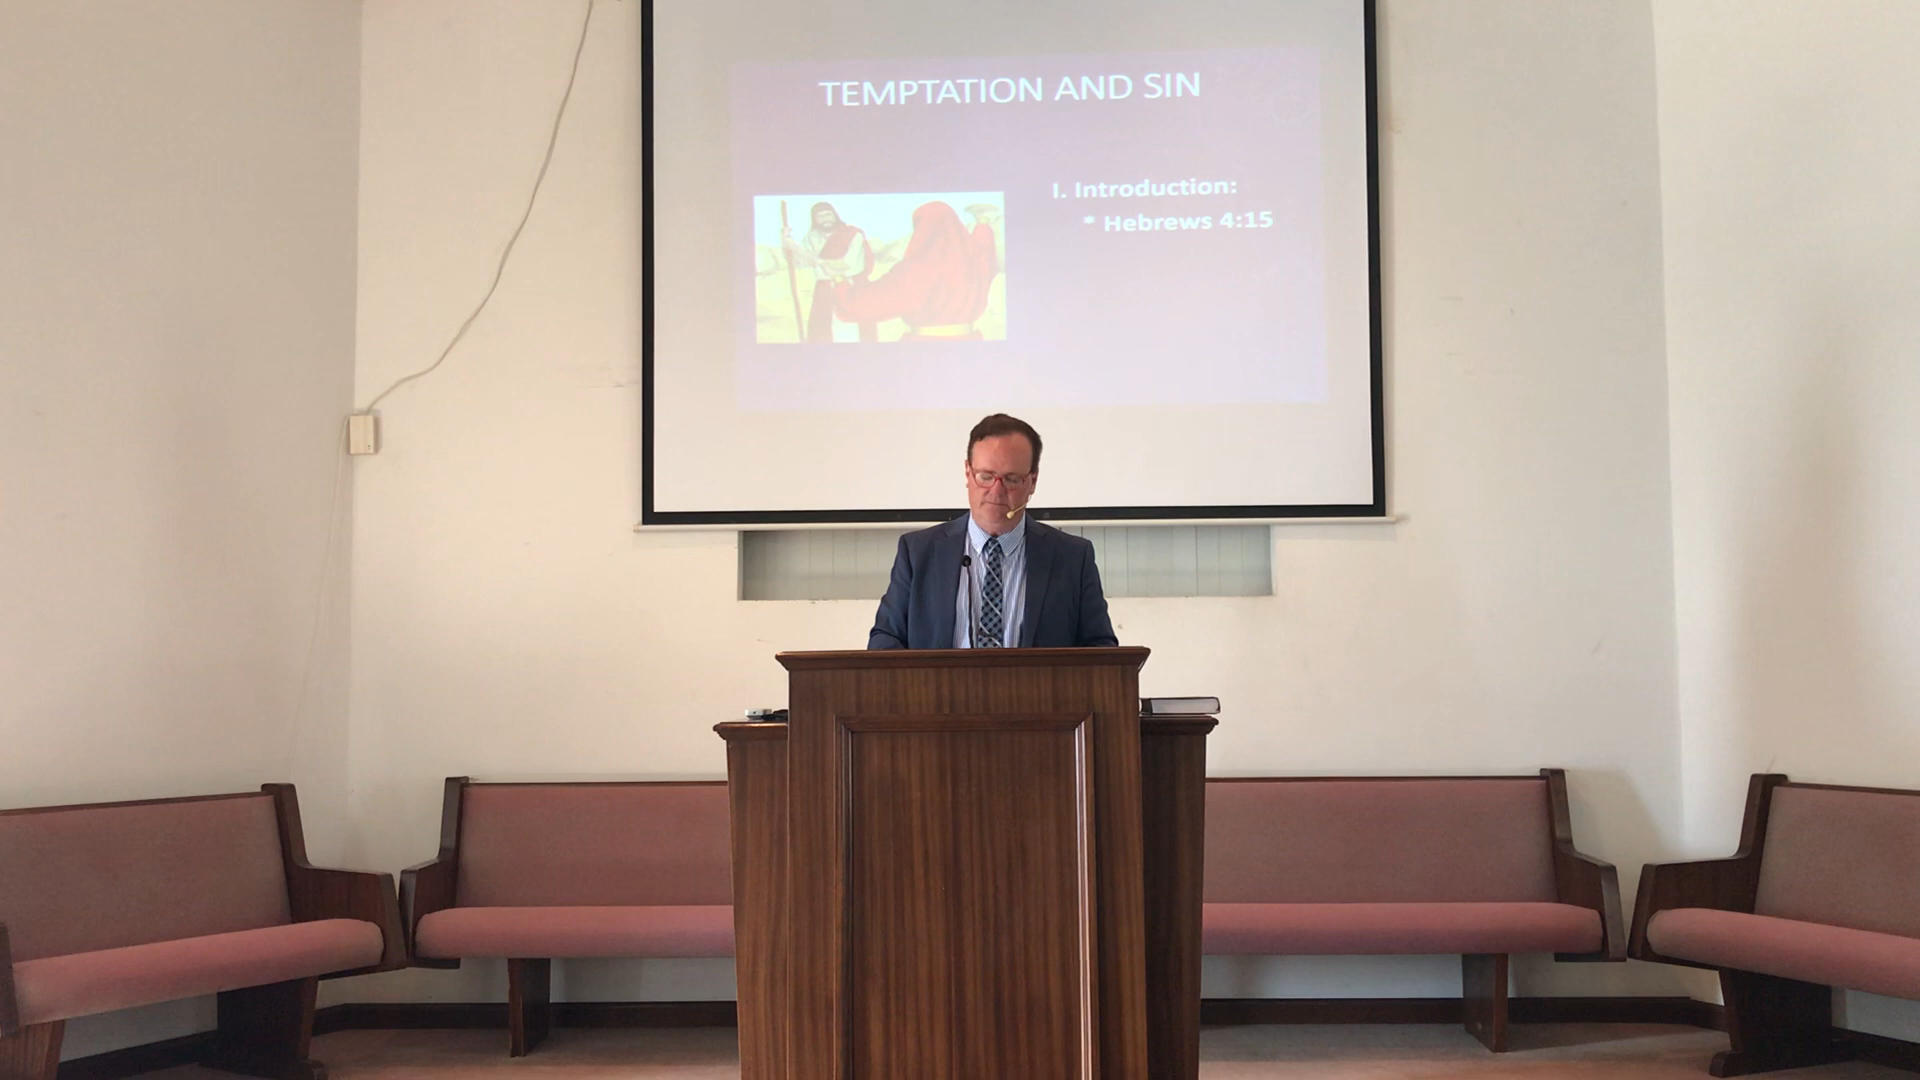 TEMPTATION AND SIN
I. Introduction:
* Hebrews 4:15